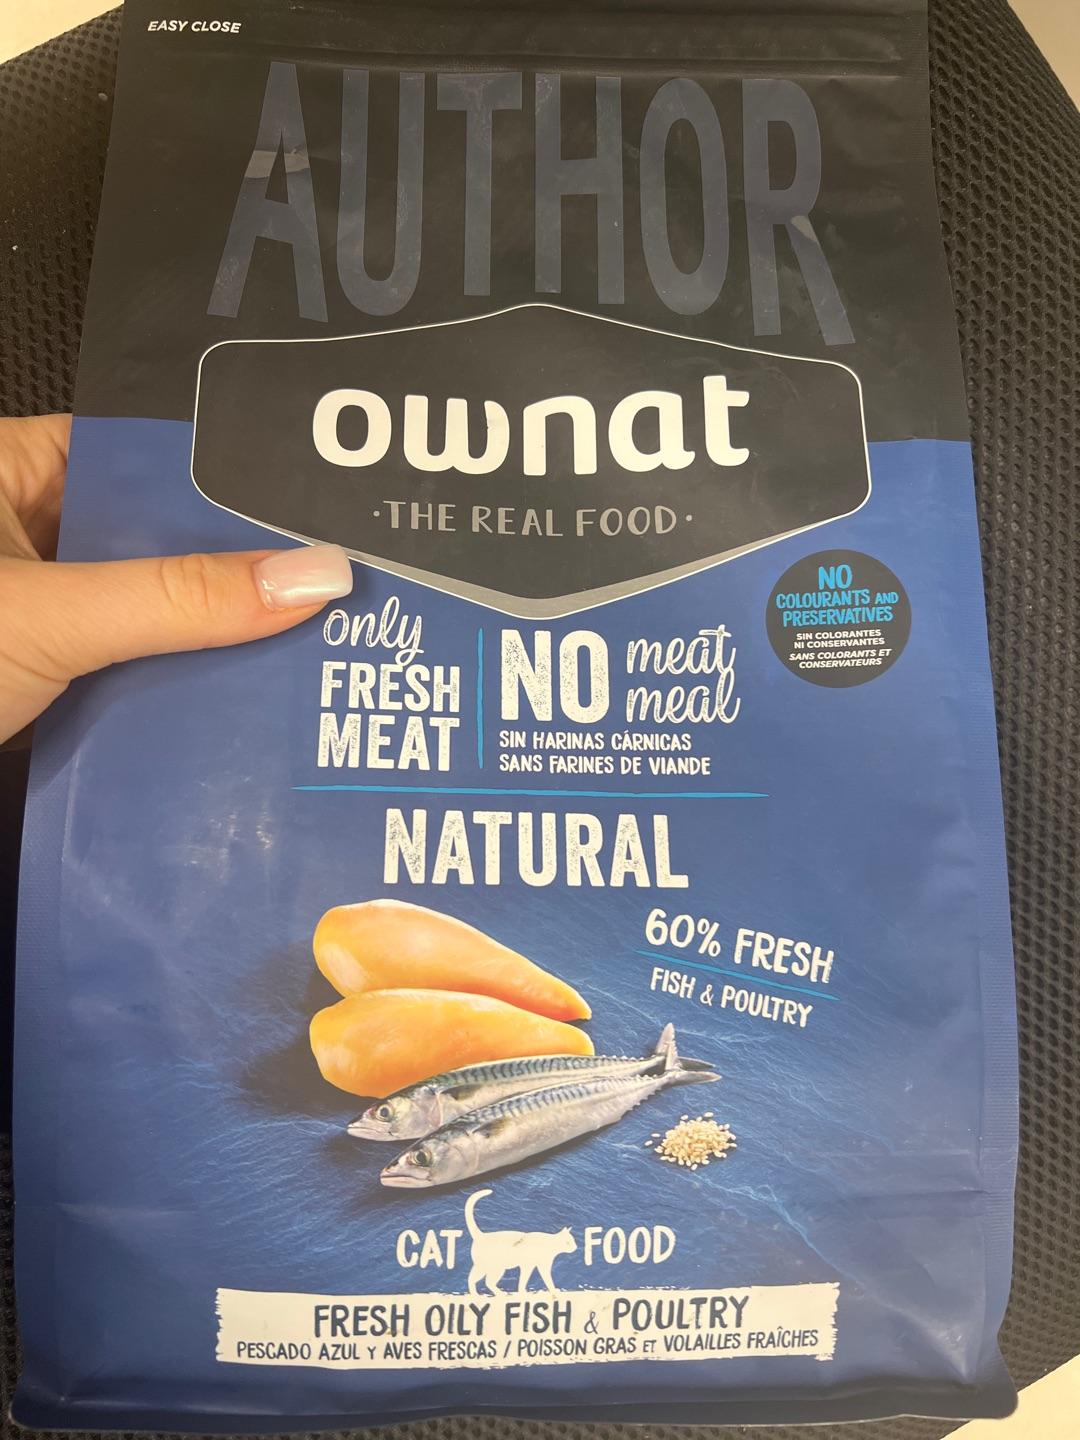 EASY CLOSE
AUTHOR
ownat
·THE REAL FOOD·
NO
COLOURANTS AND
PRESERVATIVES
SIN COLORANTES
NI CONSERVANTES
SANS COLORANTS ET
CONSERVATEURS
only
FRESH
MEAT
NO meat
meal
SIN HARINAS CÁRNICAS
SANS FARINES DE VIANDE
NATURAL
60% FRESH
FISH & POULTRY
CAT FOOD
FRESH OILY FISH & POULTRY
PESCADO AZUL Y AVES FRESCAS / POISSON GRAS ET VOLAILLES FRAÎCHES